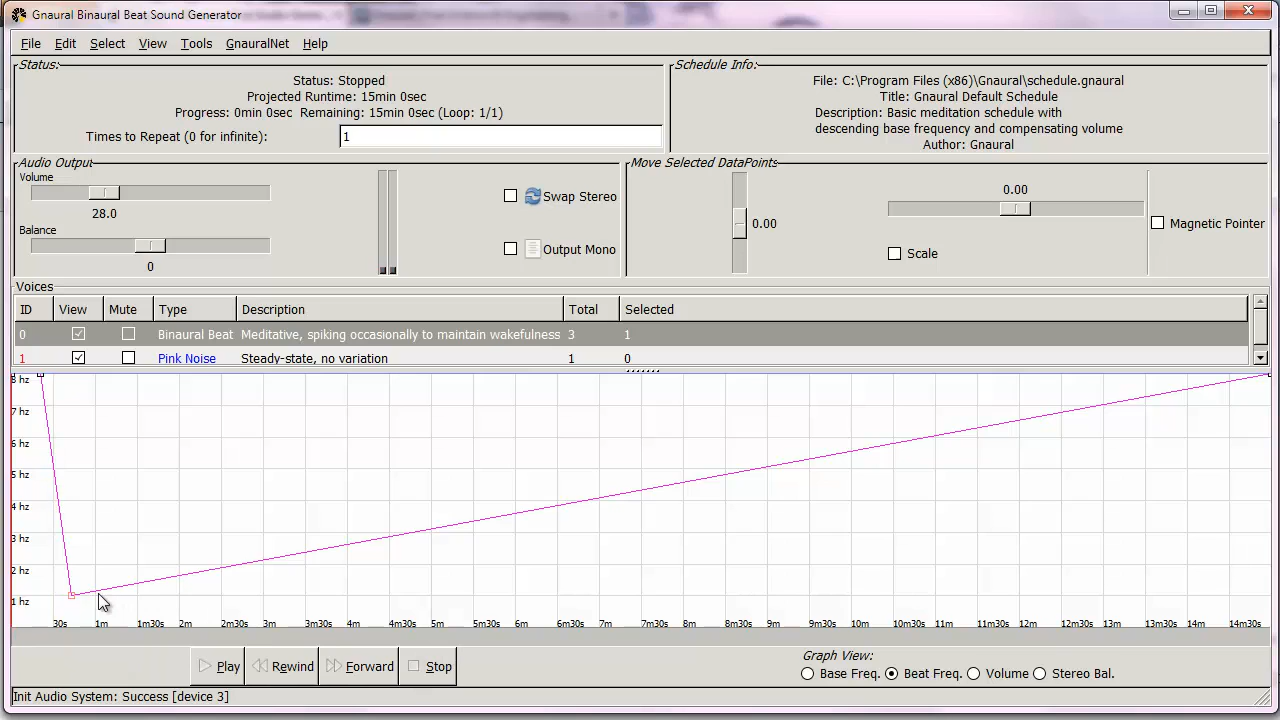 Gnaural Binaural Beat Sound Generator
File Edit Select View Tools GnauralNet Help
Status:
Status: Stopped
Projected Runtime: 15min 0sec
Progress: 0min 0sec Remaining: 15min 0sec (Loop: 1/1)
Times to Repeat (0 for infinite): 1
Schedule Info:
File: C:\Program Files (x86)\Gnaural\schedule.gnaural
Title: Gnaural Default Schedule
Description: Basic meditation schedule with
descending base frequency and compensating volume
Author: Gnaural
Audio Output
Volume
28.0
Balance
0
Swap Stereo
Output Mono
Move Selected DataPoints
0.00
0.00
Scale
Magnetic Pointer
Voices
ID View Mute Type Description Total Selected
0 Binaural Beat Meditative, spiking occasionally to maintain wakefulness 3 1
1 Pink Noise Steady-state, no variation 1 0
8 hz
7 hz
6 hz
5 hz
4 hz
3 hz
2 hz
1 hz
30s 1m 1m30s 2m 2m30s 3m 3m30s 4m 4m30s 5m 5m30s 6m 6m30s 7m 7m30s 8m 8m30s 9m 9m30s 10m 10m30s 11m 11m30s 12m 12m30s 13m 13m30s 14m 14m30s
Play Rewind Forward Stop
Graph View:
Base Freq. Beat Freq. Volume Stereo Bal.
Init Audio System: Success [device 3]